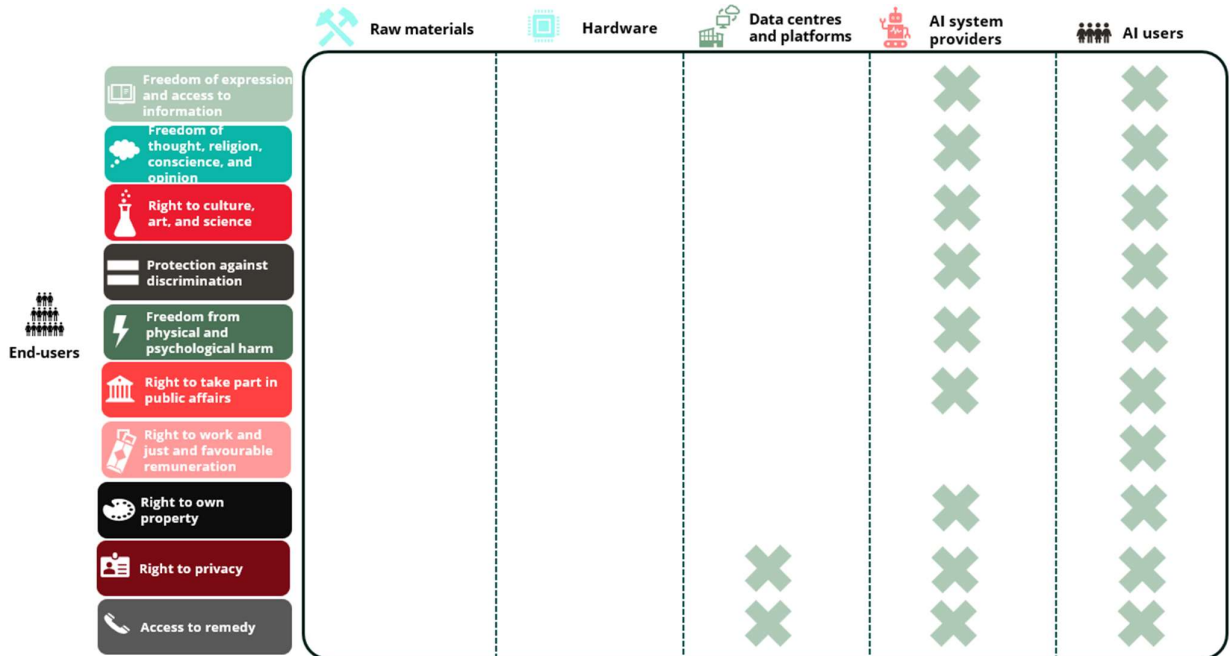 Raw materials
Hardware
Data centres
and platforms
AI system
providers
AI users
Freedom of expression
and access to
information
Freedom of
thought, religion,
conscience, and
opinion
Right to culture,
art, and science
Protection against
discrimination
End-users
Freedom from
physical and
psychological harm
Right to take part in
public affairs
Right to work and
just and favourable
remuneration
Right to own
property
Right to privacy
Access to remedy